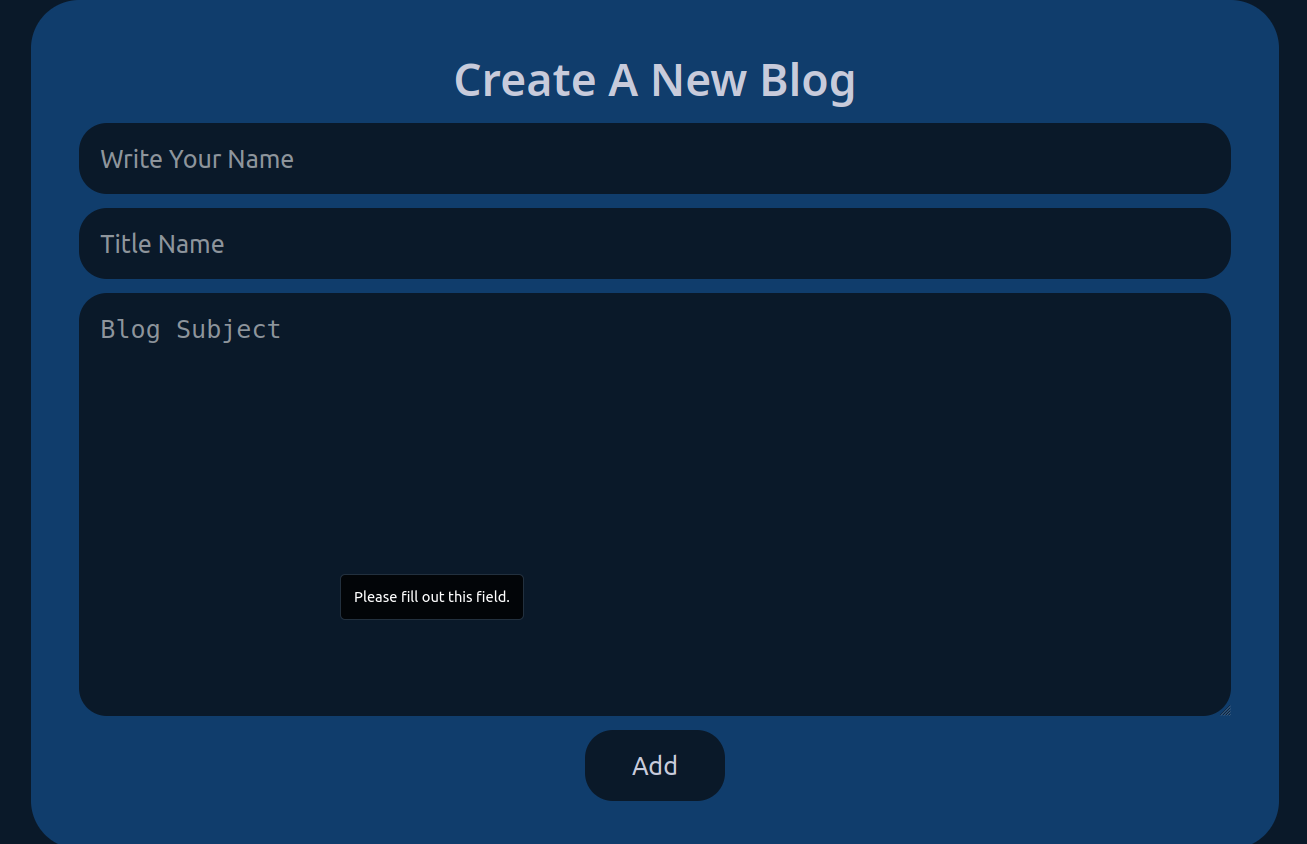 Create A New Blog
Write Your Name
Title Name
Blog Subject
Please fill out this field.
Add